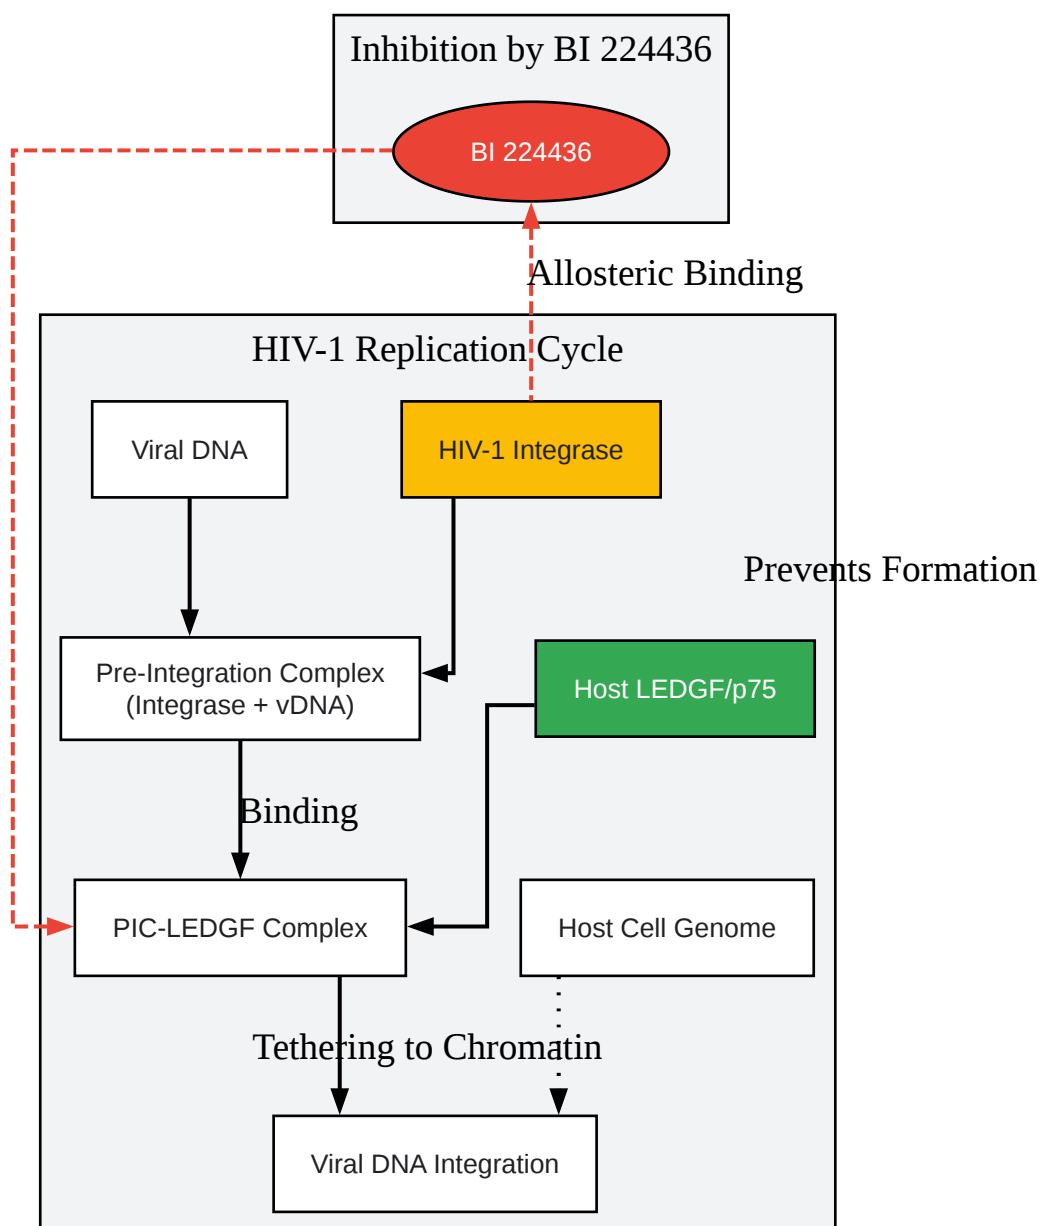 Inhibition by BI 224436
BI 224436
Allosteric Binding
HIV-1 Replication Cycle
Viral DNA
HIV-1 Integrase
Prevents Formation
Pre-Integration Complex
(Integrase + vDNA)
Host LEDGF/p75
Binding
PIC-LEDGF Complex
Host Cell Genome
Tethering to Chromatin
Viral DNA Integration